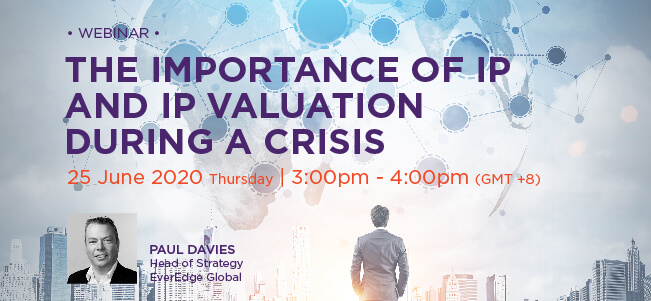 • WEBINAR •
THE IMPORTANCE OF IP
AND IP VALUATION
DURING A CRISIS
25 June 2020 Thursday | 3:00pm - 4:00pm (GMT +8)
PAUL DAVIES
Head of Strategy
EverEdge Global